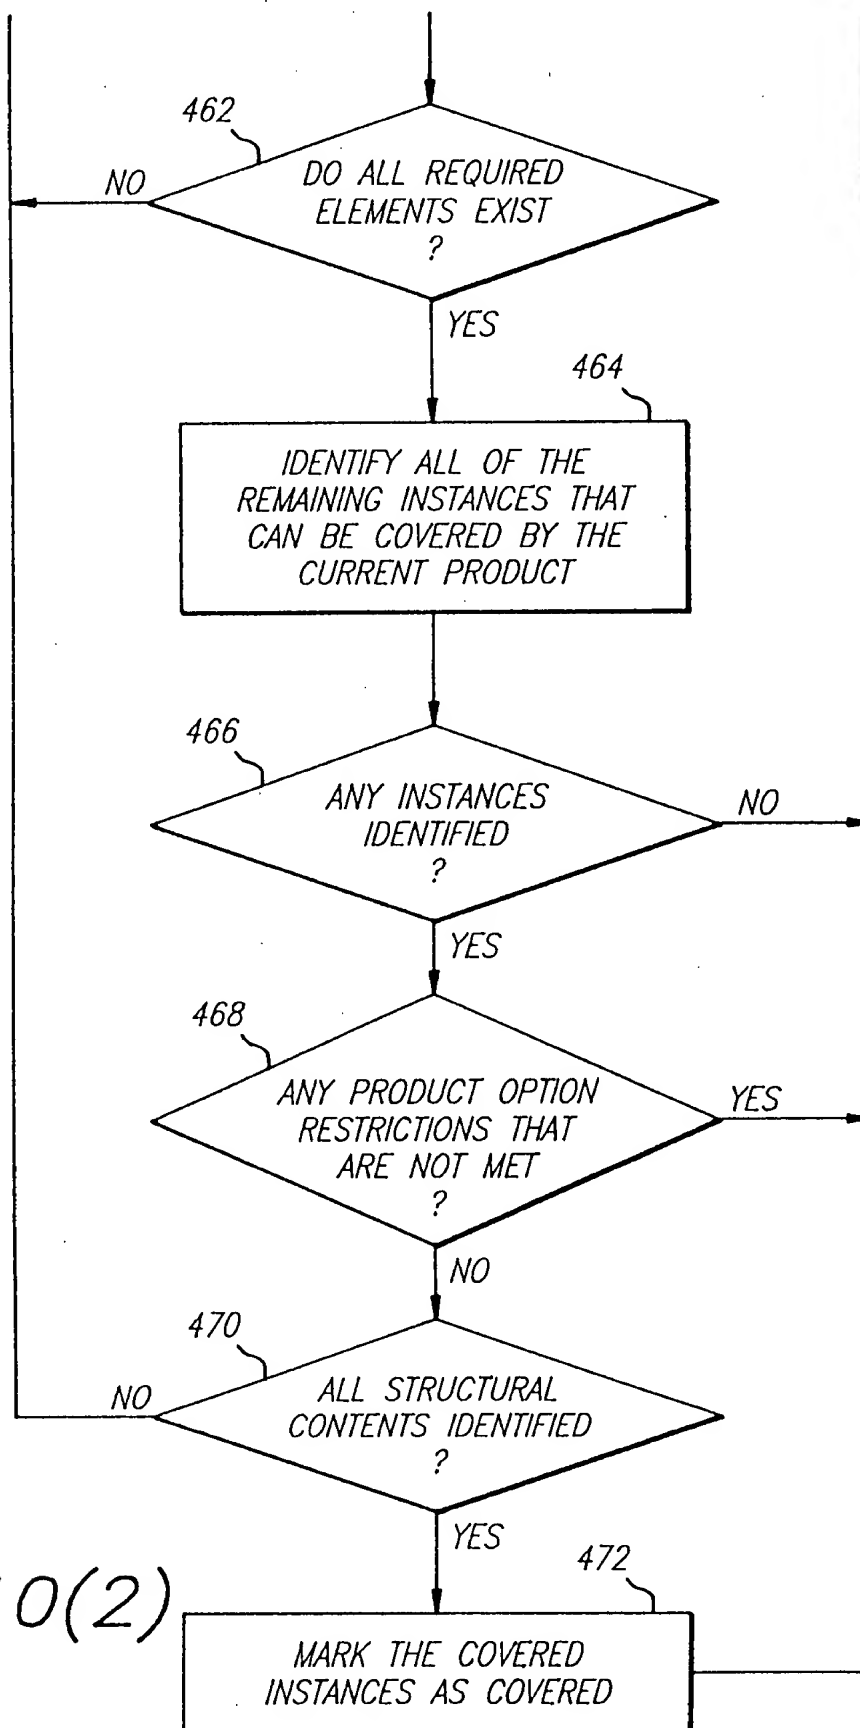 462
NO
DO ALL REQUIRED
ELEMENTS EXIST
?
YES
464
IDENTIFY ALL OF THE
REMAINING INSTANCES THAT
CAN BE COVERED BY THE
CURRENT PRODUCT
466
ANY INSTANCES
IDENTIFIED
?
NO
YES
468
ANY PRODUCT OPTION
RESTRICTIONS THAT
ARE NOT MET
?
YES
NO
470
NO
ALL STRUCTURAL
CONTENTS IDENTIFIED
?
YES
472
0(2)
MARK THE COVERED
INSTANCES AS COVERED